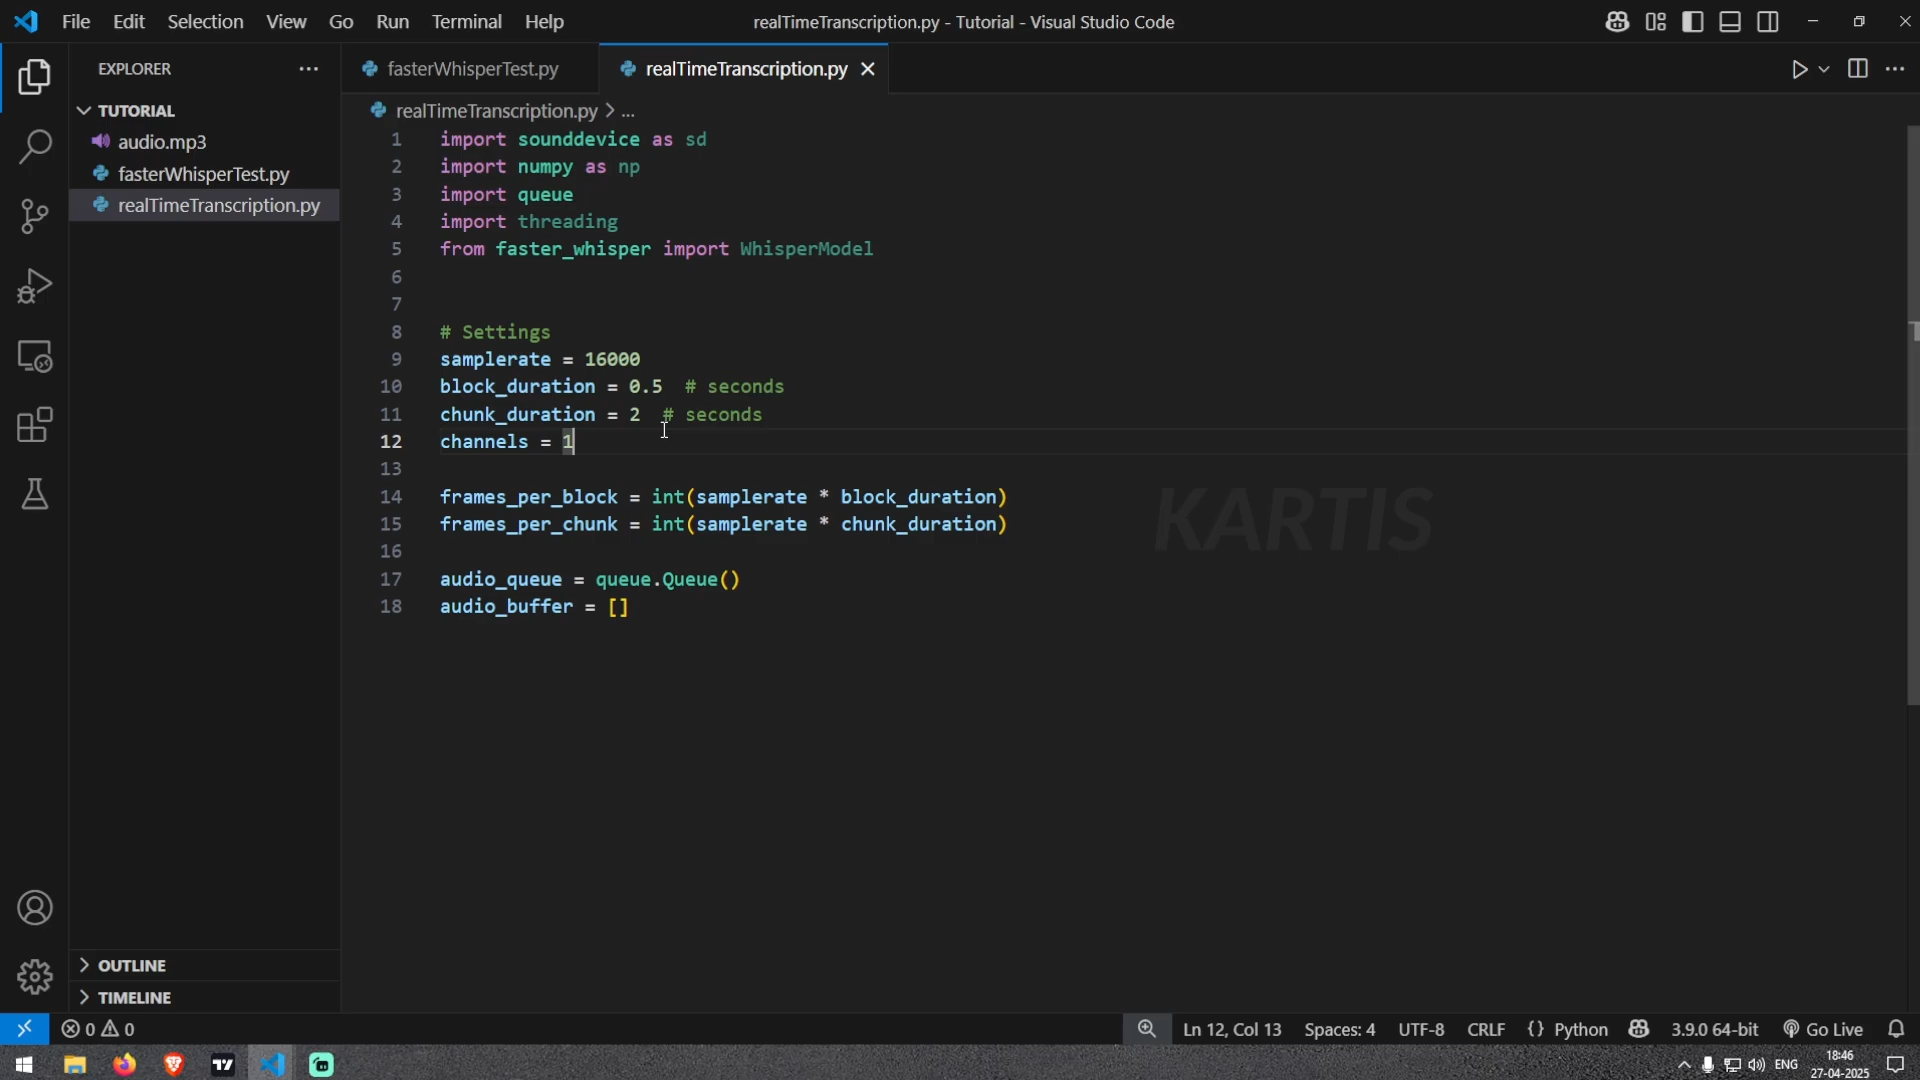 File Edit Selection View Go Run Terminal Help
realTimeTranscription.py - Tutorial - Visual Studio Code
EXPLORER
TUTORIAL
audio.mp3
fasterWhisperTest.py
realTimeTranscription.py
OUTLINE
TIMELINE
fasterWhisperTest.py
realTimeTranscription.py
realTimeTranscription.py > ...
1 import sounddevice as sd
2 import numpy as np
3 import queue
4 import threading
5 from faster_whisper import WhisperModel
6
7
8 # Settings
9 samplerate = 16000
10 block_duration = 0.5 # seconds
11 chunk_duration = 2 # seconds
12 channels = 1
13
14 frames_per_block = int(samplerate * block_duration)
15 frames_per_chunk = int(samplerate * chunk_duration)
16
17 audio_queue = queue.Queue()
18 audio_buffer = []
KARTIS
0 0
Ln 12, Col 13 Spaces: 4 UTF-8 CRLF {} Python 3.9.0 64-bit Go Live
ENG
18:46
27-04-2025